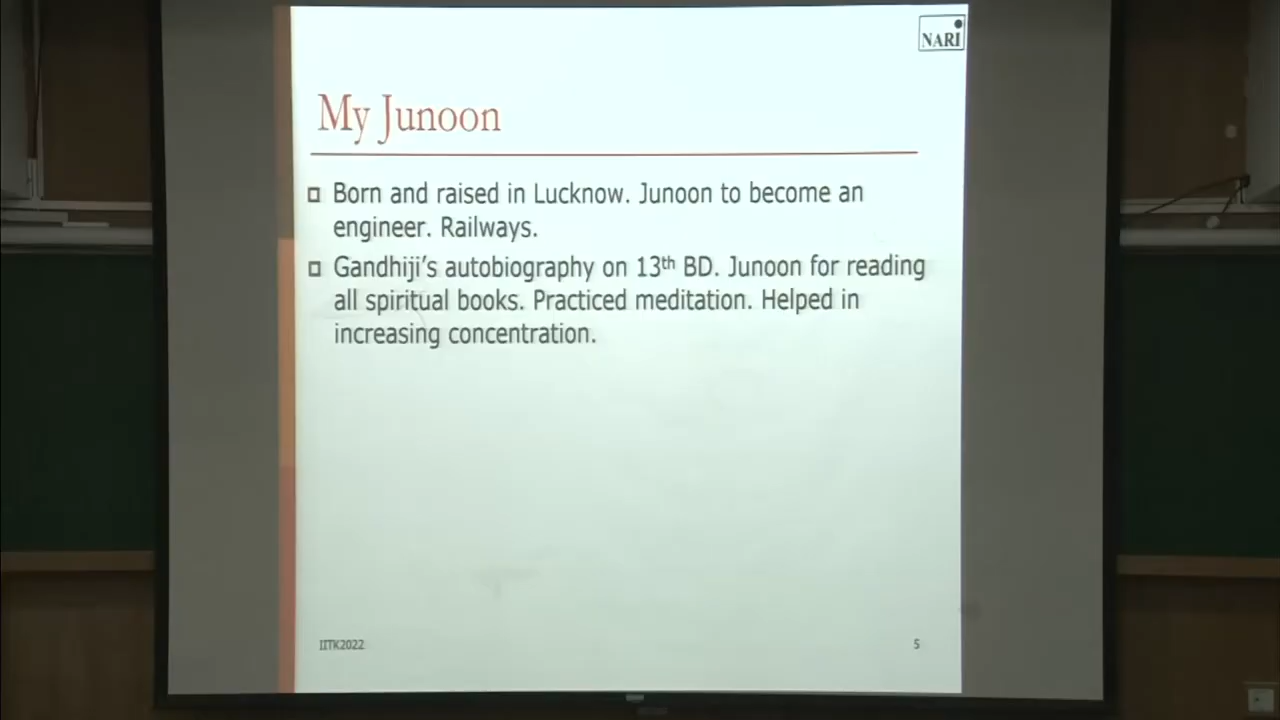 NARI
My Junoon
Born and raised in Lucknow. Junoon to become an
engineer. Railways.
Gandhiji's autobiography on 13th BD. Junoon for reading
all spiritual books. Practiced meditation. Helped in
increasing concentration.
IITK2022
5